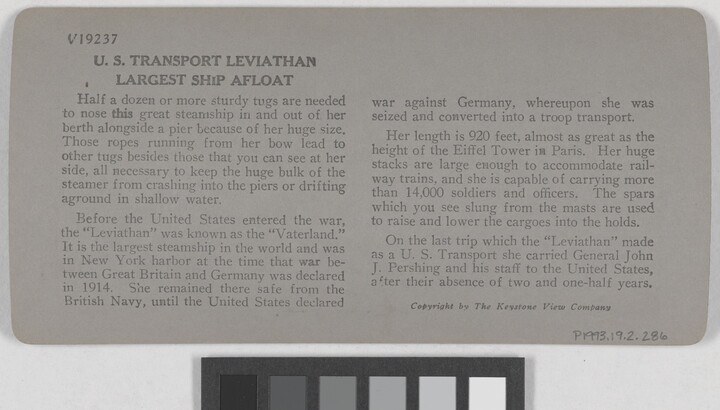 V19237
U. S. TRANSPORT LEVIATHAN
LARGEST SHIP AFLOAT
Half a dozen or more sturdy tugs are needed
to nose this great steamship in and out of her
berth alongside a pier because of her huge size.
Those ropes running from her bow lead to
other tugs besides those that you can see at her
side, all necessary to keep the huge bulk of the
steamer from crashing into the piers or drifting
aground in shallow water.
Before the United States entered the war,
the "Leviathan" was known as the "Vaterland."
It is the largest steamship in the world and was
in New York harbor at the time that war be-
tween Great Britain and Germany was declared
in 1914. She remained there safe from the
British Navy, until the United States declared
war against Germany, whereupon she was
seized and converted into a troop transport.
Her length is 920 feet, almost as great as the
height of the Eiffel Tower in Paris. Her huge
stacks are large enough to accommodate rail-
way trains, and she is capable of carrying more
than 14,000 soldiers and officers. The spars
which you see slung from the masts are used
to raise and lower the cargoes into the holds.
On the last trip which the "Leviathan" made
as a U. S. Transport she carried General John
J. Pershing and his staff to the United States,
after their absence of two and one-half years.
Copyright by The Keystone View Company
P1993.19.2.286